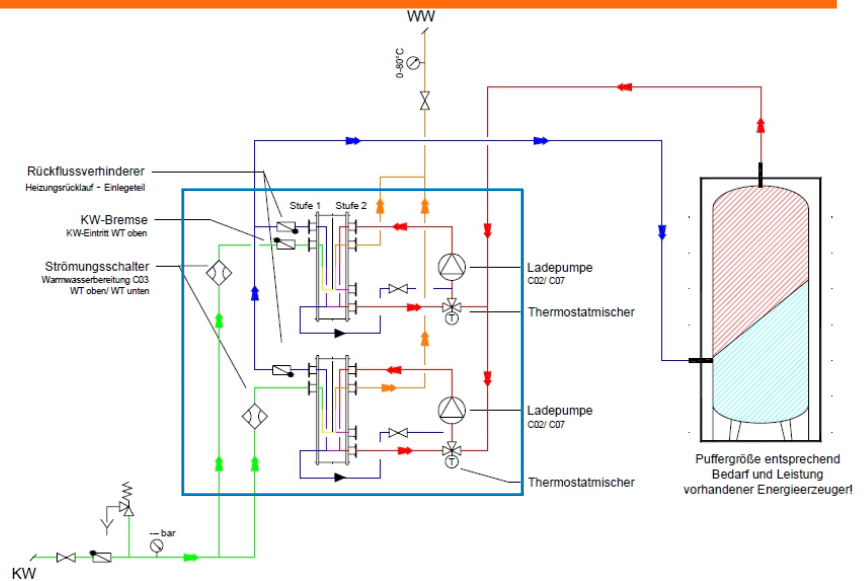 WW
0-80°C
Rückflussverhinderer
Heizungsrücklauf - Einlegeteil
Stufe 1 Stufe 2
KW-Bremse
KW-Eintritt WT oben
Strömungsschalter
Warmwasserbereitung C03
WT oben/ WT unten
Ladepumpe
C02/ C07
Thermostatmischer
T
Ladepumpe
C02/ C07
T
Thermostatmischer
Puffergröße entsprechend
Bedarf und Leistung
vorhandener Energieerzeuger!
--- bar
KW